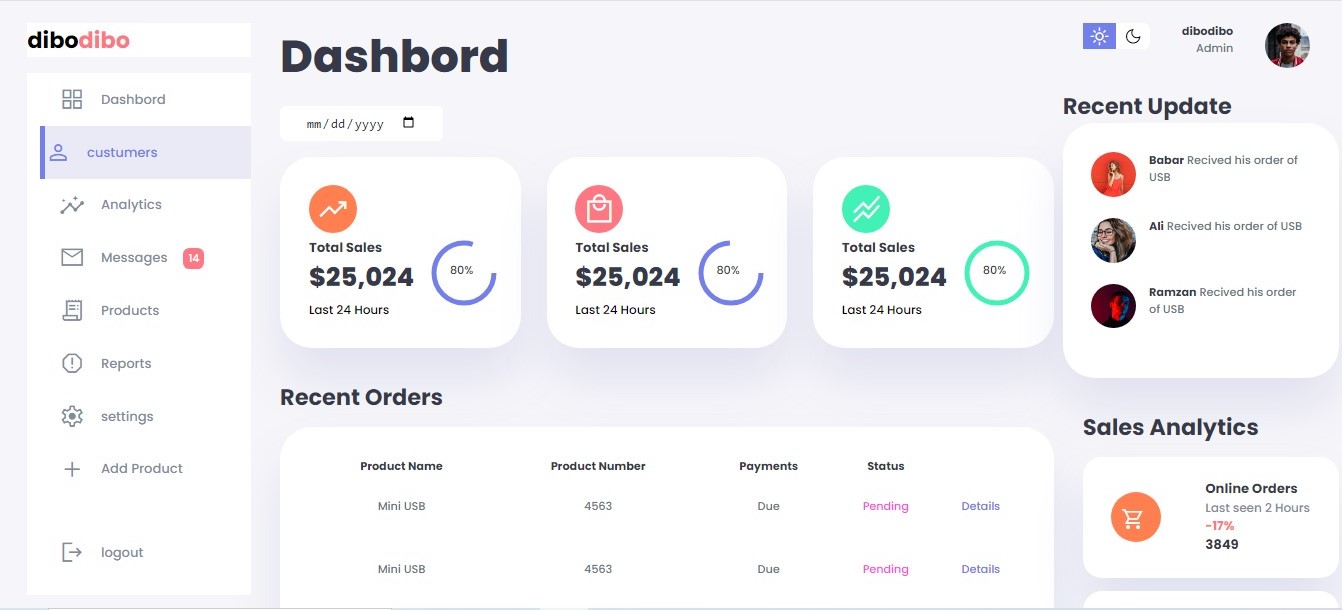 dibodibo
Dashbord
custumers
Analytics
Messages 14
Products
Reports
settings
Add Product
logout
Dashbord
mm/dd/yyyy
Total Sales
$25,024
Last 24 Hours
80%
Total Sales
$25,024
Last 24 Hours
80%
Total Sales
$25,024
Last 24 Hours
80%
Recent Orders
Product Name Product Number Payments Status
Mini USB 4563 Due Pending Details
Mini USB 4563 Due Pending Details
dibodibo
Admin
Recent Update
Babar Recived his order of
USB
Ali Recived his order of USB
Ramzan Recived his order
of USB
Sales Analytics
Online Orders
Last seen 2 Hours
-17%
3849